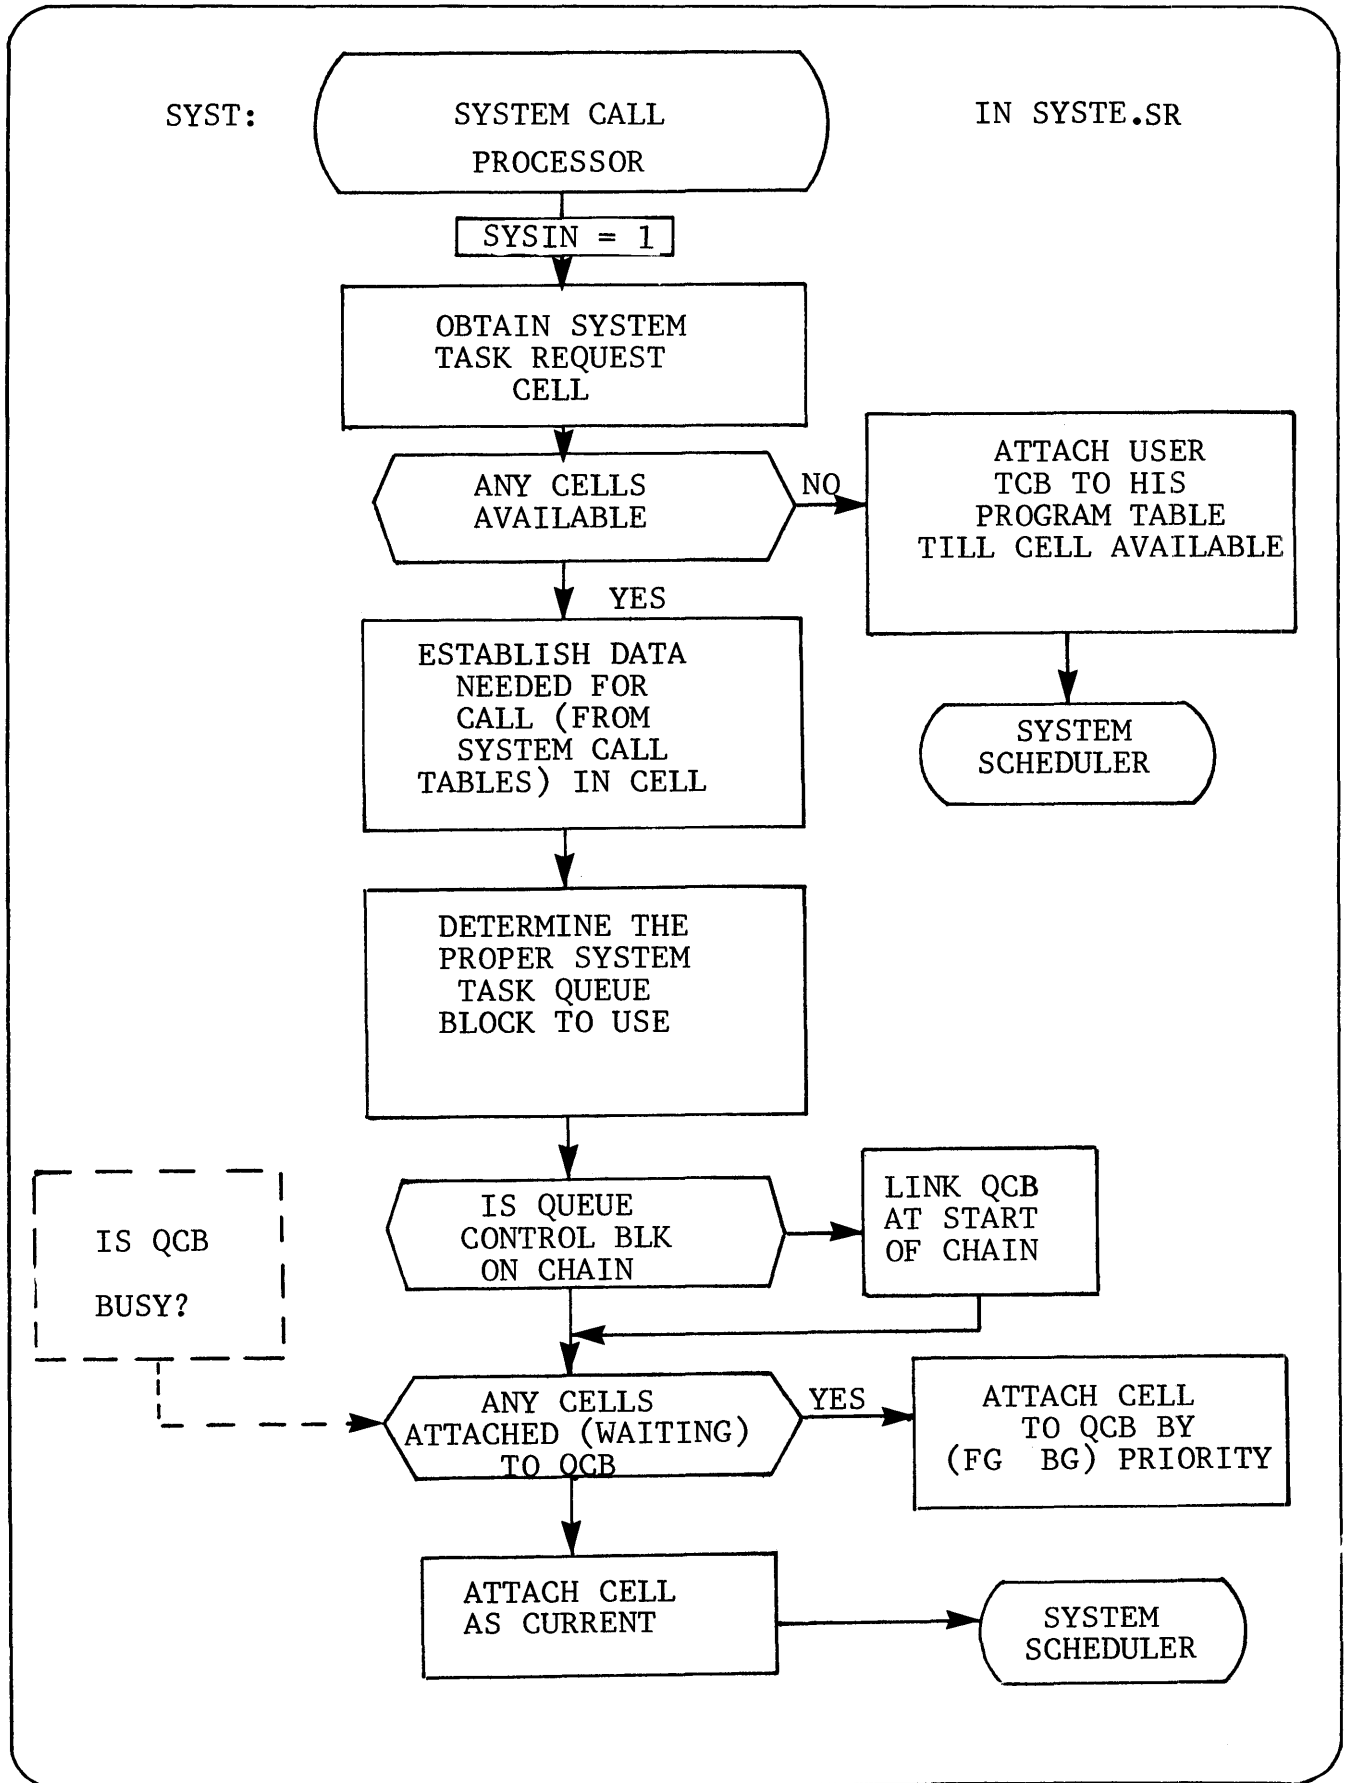 SYST:
SYSTEM CALL
PROCESSOR
IN SYSTE.SR
SYSIN = 1
OBTAIN SYSTEM
TASK REQUEST
CELL
ANY CELLS
AVAILABLE
NO
ATTACH USER
TCB TO HIS
PROGRAM TABLE
TILL CELL AVAILABLE
YES
SYSTEM
SCHEDULER
ESTABLISH DATA
NEEDED FOR
CALL (FROM
SYSTEM CALL
TABLES) IN CELL
DETERMINE THE
PROPER SYSTEM
TASK QUEUE
BLOCK TO USE
IS QUEUE
CONTROL BLK
ON CHAIN
LINK QCB
AT START
OF CHAIN
IS QCB
BUSY?
ANY CELLS
ATTACHED (WAITING)
TO QCB
YES
ATTACH CELL
TO QCB BY
(FG BG) PRIORITY
ATTACH CELL
AS CURRENT
SYSTEM
SCHEDULER